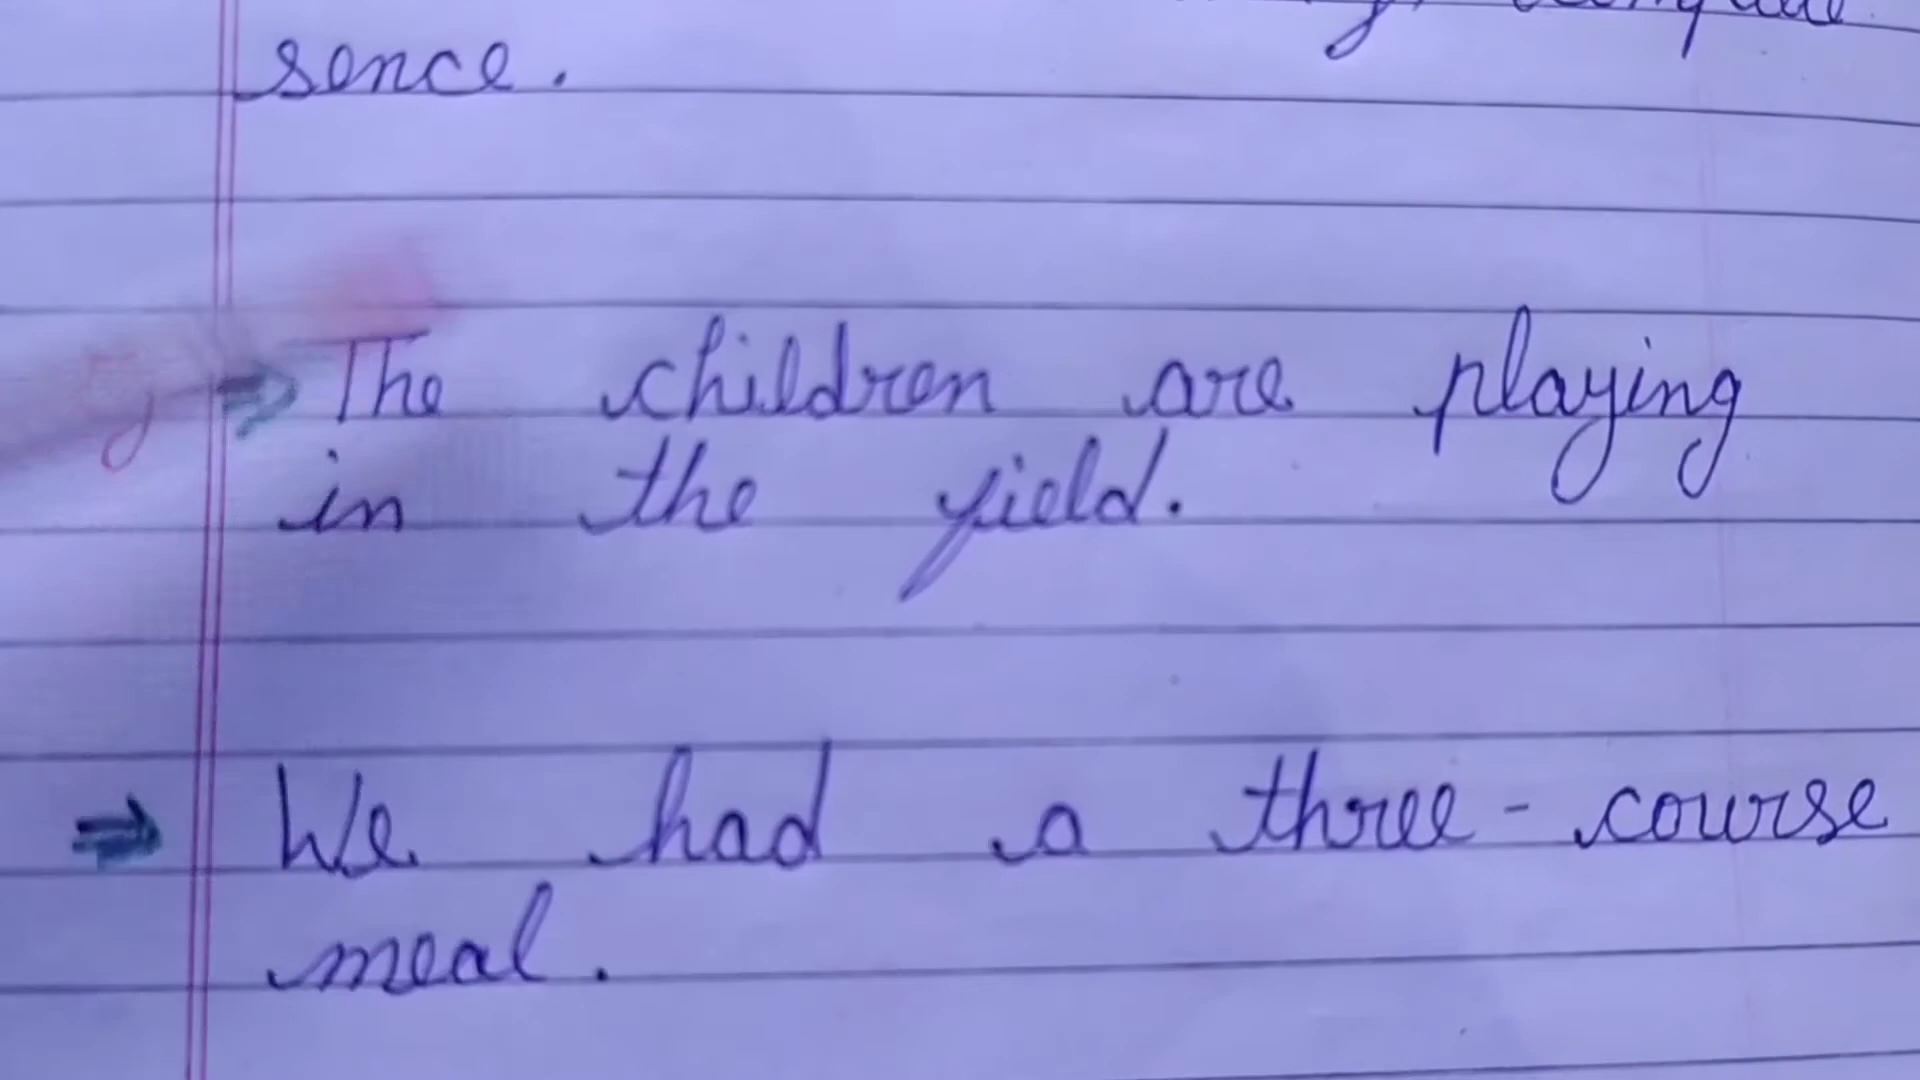 sence.
⇒ The children are playing
in the field.
⇒ We had a three-course
meal.